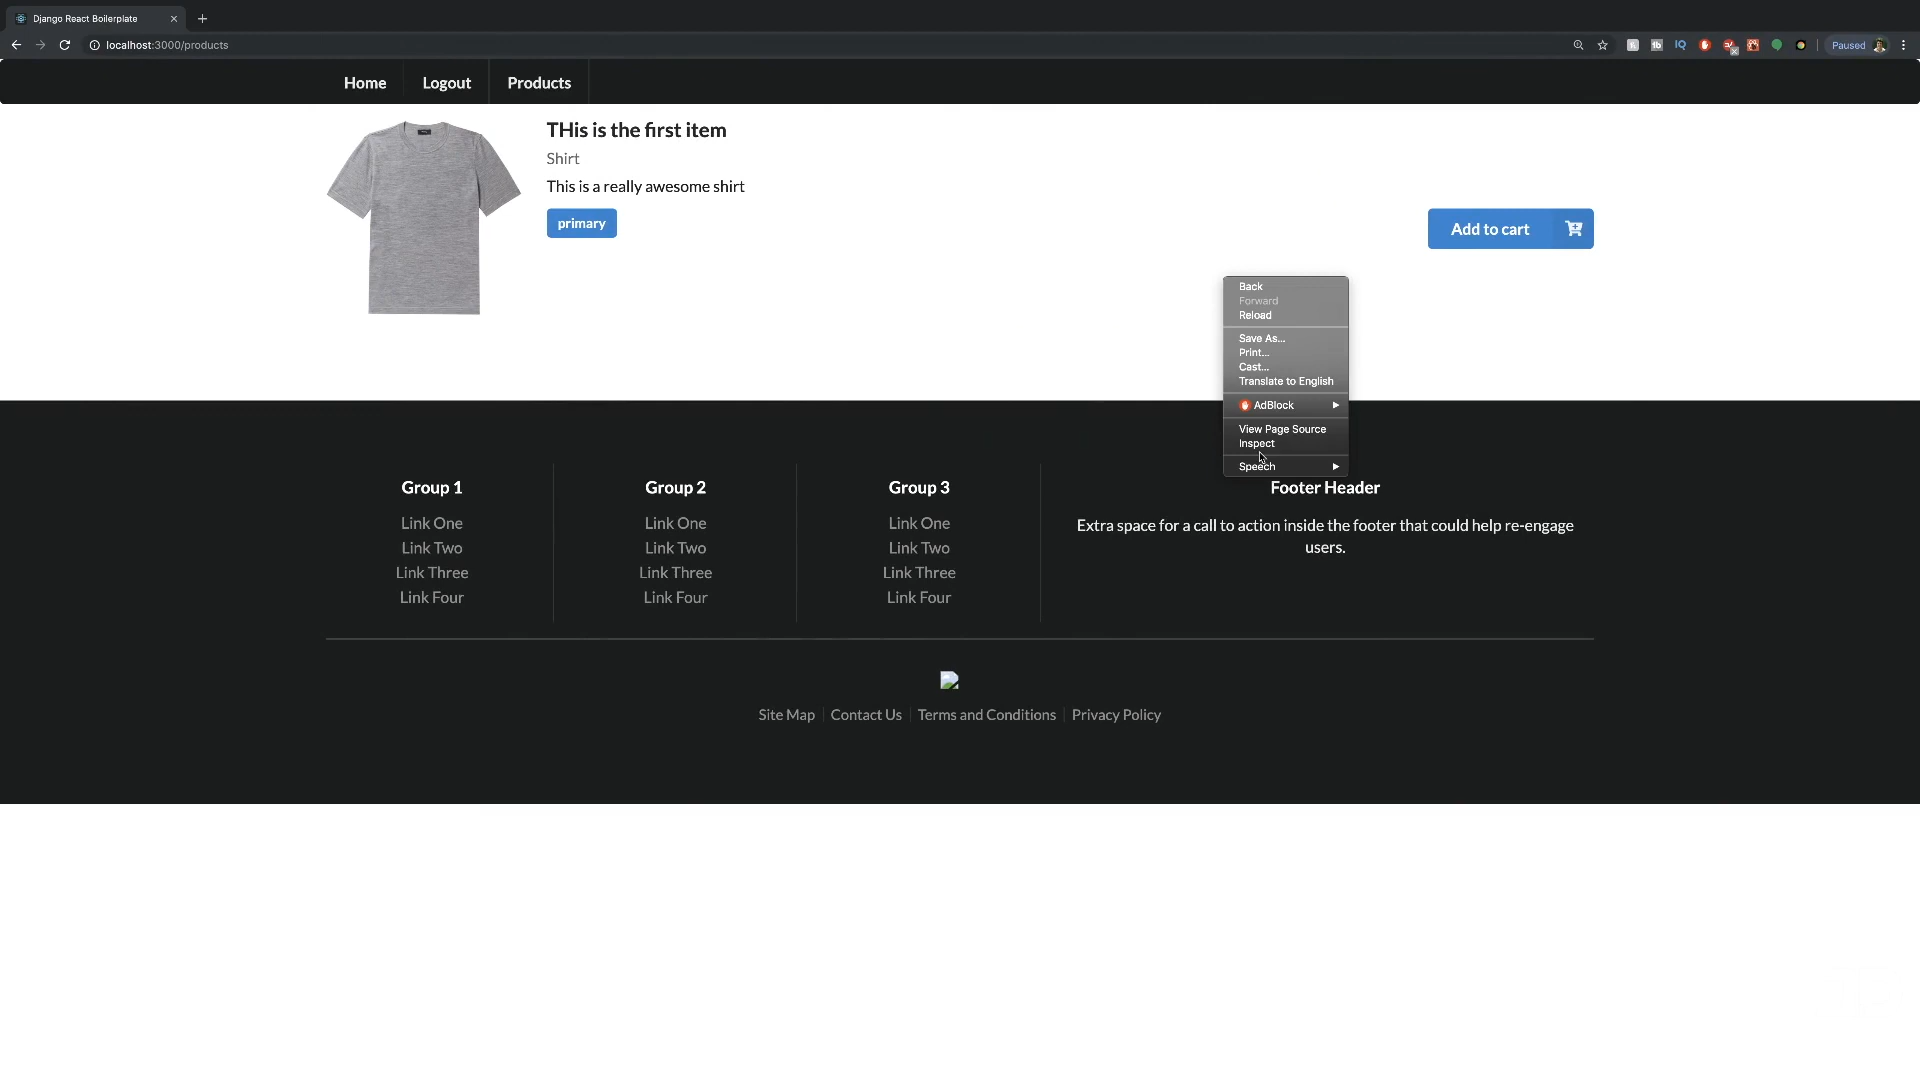 Django React Boilerplate
localhost:3000/products
Paused
Home
Logout
Products
THis is the first item
Shirt
This is a really awesome shirt
primary
Add to cart
Back
Forward
Reload
Save As...
Print...
Cast...
Translate to English
AdBlock
View Page Source
Inspect
Speech
Group 1
Link One
Link Two
Link Three
Link Four
Group 2
Link One
Link Two
Link Three
Link Four
Group 3
Link One
Link Two
Link Three
Link Four
Footer Header
Extra space for a call to action inside the footer that could help re-engage
users.
Site Map
Contact Us
Terms and Conditions
Privacy Policy